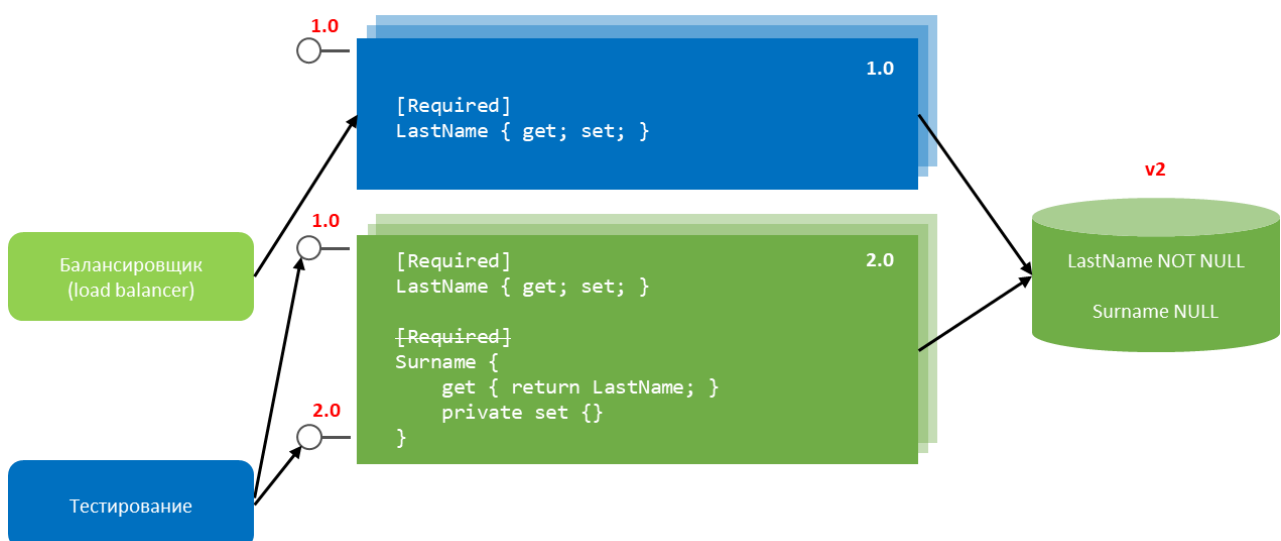 1.0
1.0
[Required]
LastName { get; set; }
v2
1.0
Балансировщик
(load balancer)
[Required]
2.0
LastName { get; set; }
[Required]
Surname {
get { return LastName; }
private set {}
}
LastName NOT NULL
Surname NULL
2.0
Тестирование